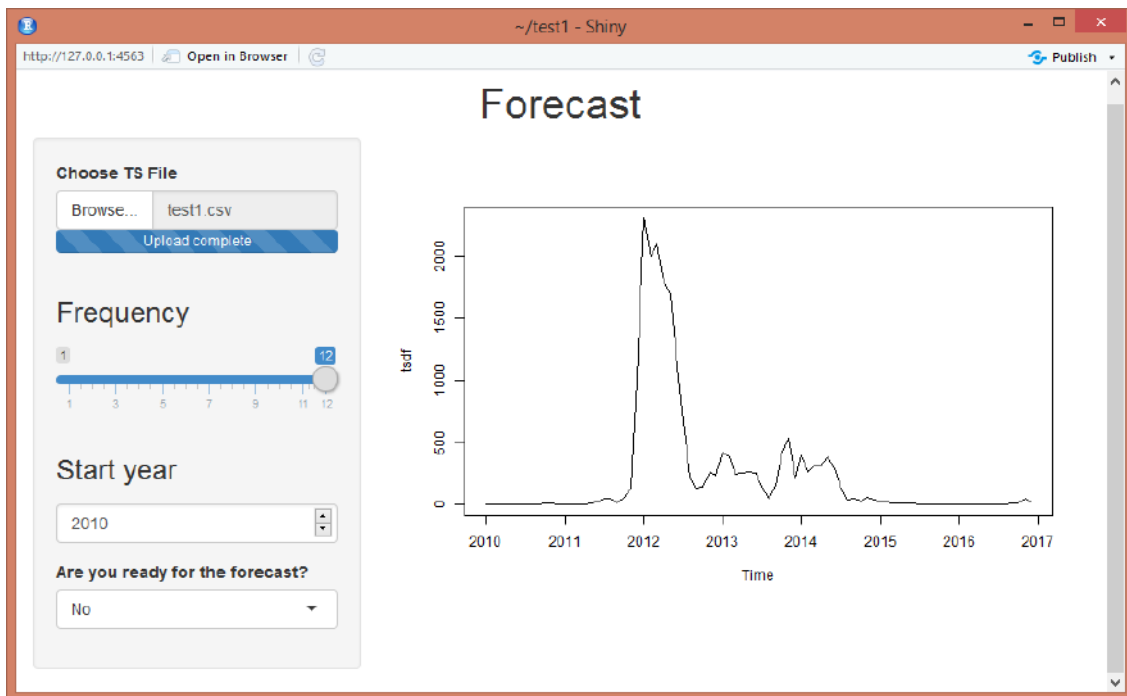 ~/test1 - Shiny
http://127.0.0.1:4563 Open in Browser Publish
Forecast
Choose TS File
Browse... test1.csv
Upload complete
Frequency
1 12
1 3 5 7 9 11 12
Start year
2010
Are you ready for the forecast?
No
tsdf
2000
1500
1000
500
0
2010 2011 2012 2013 2014 2015 2016 2017
Time